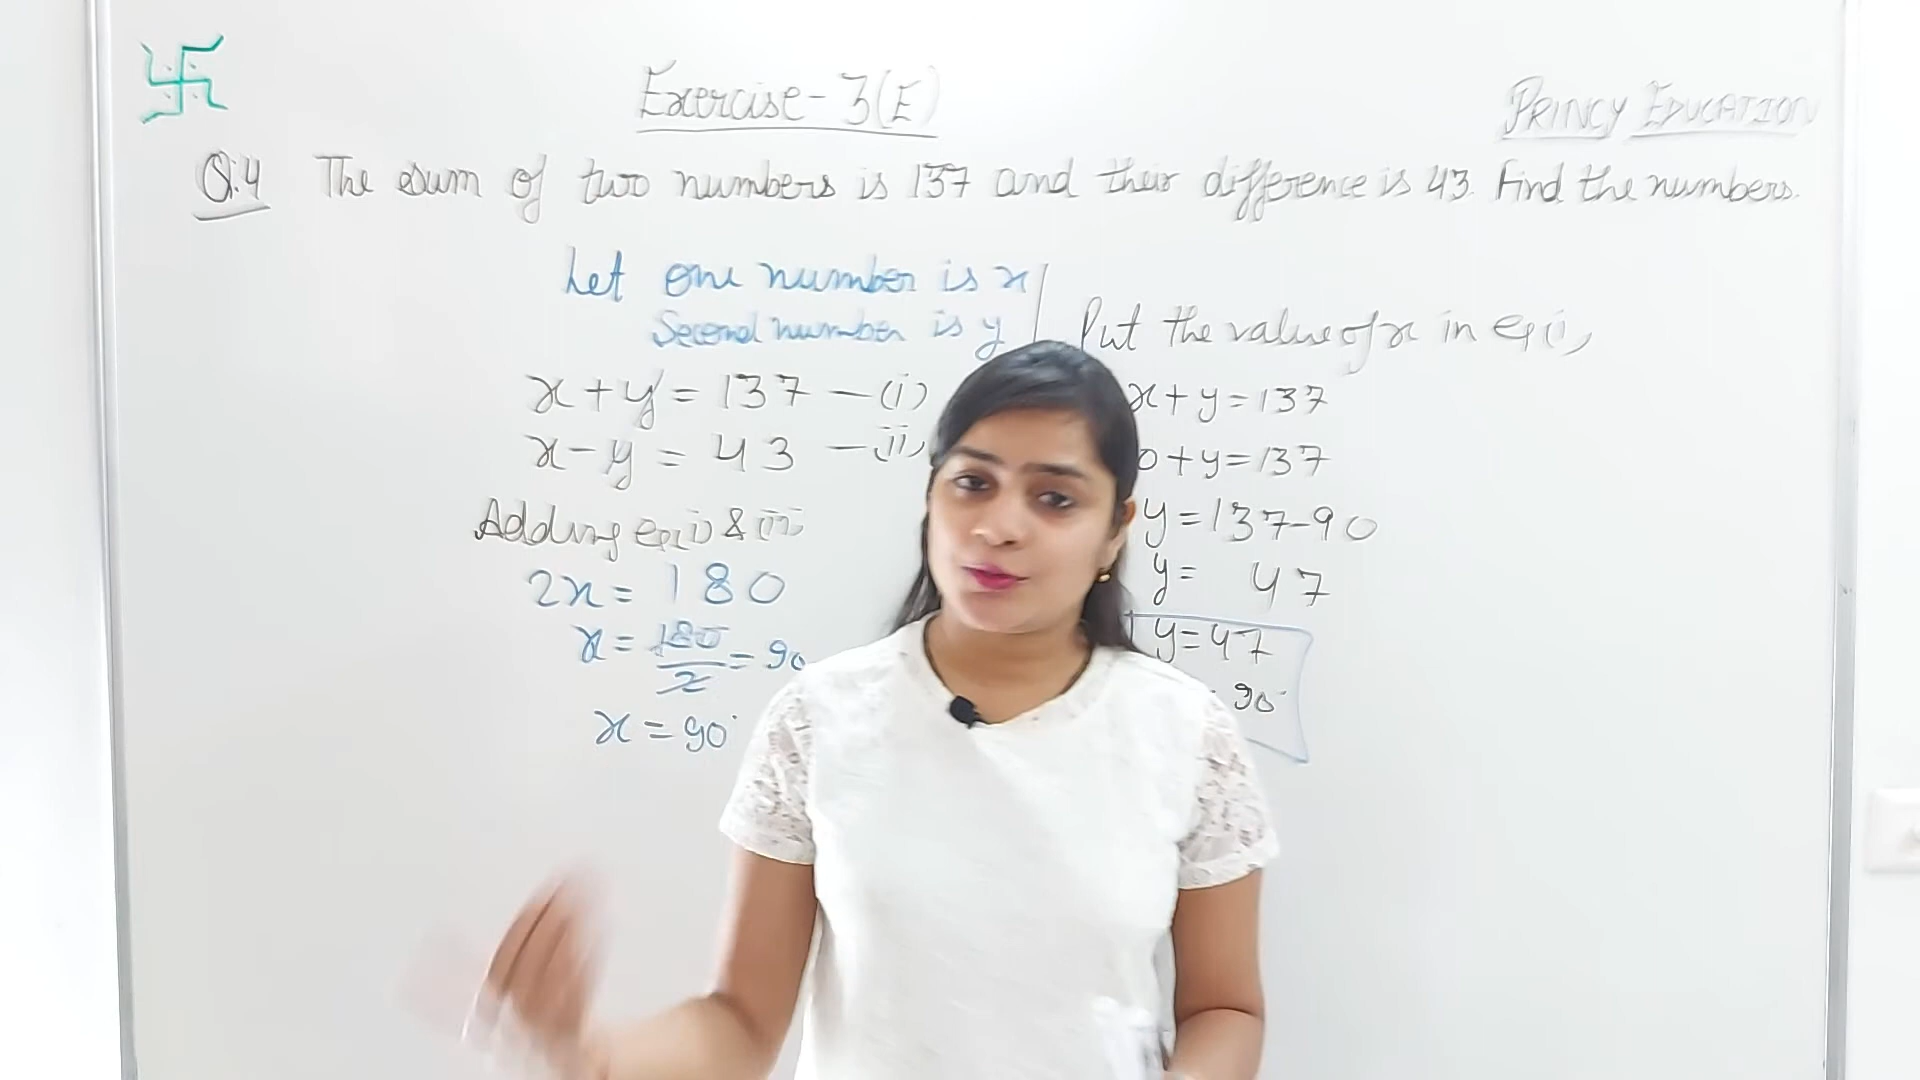 Exercise-3(E)
PRINCY EDUCATION
Q.4 The sum of two numbers is 137 and their difference is 43. Find the numbers.
Let one number is x
Second number is y
x+y = 137 —(i)
x-y = 43 —(ii)
Adding eq(i) & (ii)
2x = 180
x = 180/2 = 90
x = 90
Put the value of x in eq(i),
x+y=137
0+y=137
y=137-90
y= 47
y=47
90